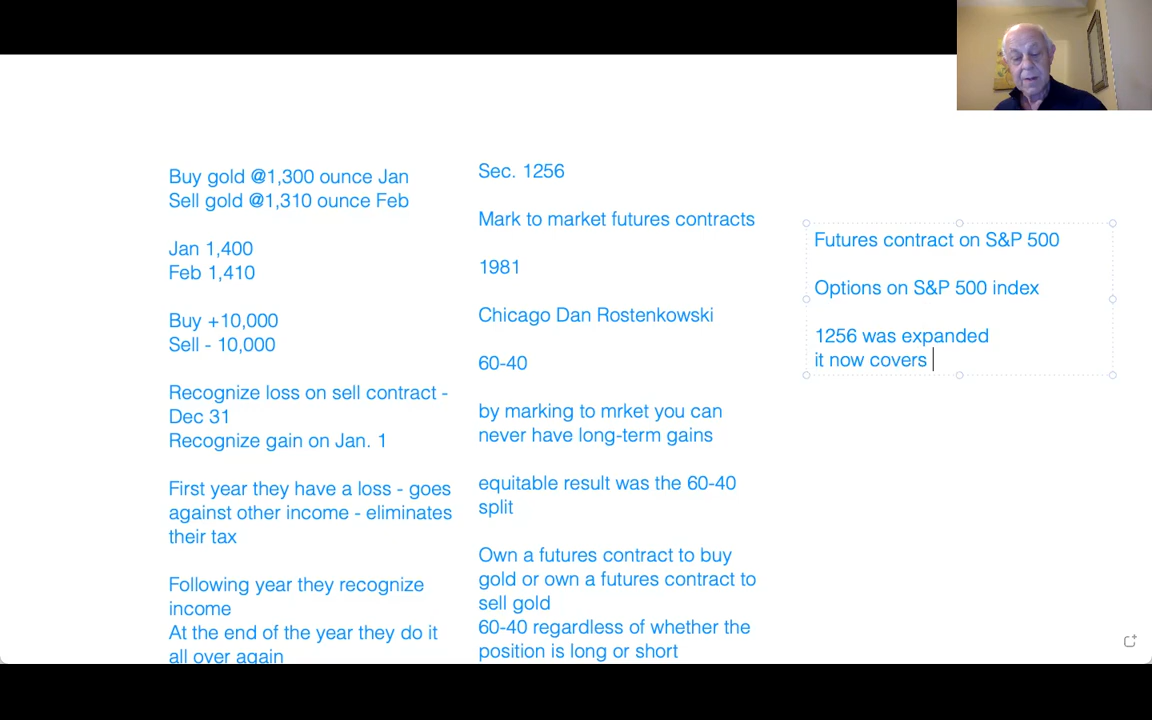 Buy gold @1,300 ounce Jan
Sell gold @1,310 ounce Feb
Jan 1,400
Feb 1,410
Buy +10,000
Sell - 10,000
Recognize loss on sell contract -
Dec 31
Recognize gain on Jan. 1
First year they have a loss - goes
against other income - eliminates
their tax
Following year they recognize
income
At the end of the year they do it
all over again
Sec. 1256
Mark to market futures contracts
1981
Chicago Dan Rostenkowski
60-40
by marking to mrket you can
never have long-term gains
equitable result was the 60-40
split
Own a futures contract to buy
gold or own a futures contract to
sell gold
60-40 regardless of whether the
position is long or short
Futures contract on S&P 500
Options on S&P 500 index
1256 was expanded
it now covers